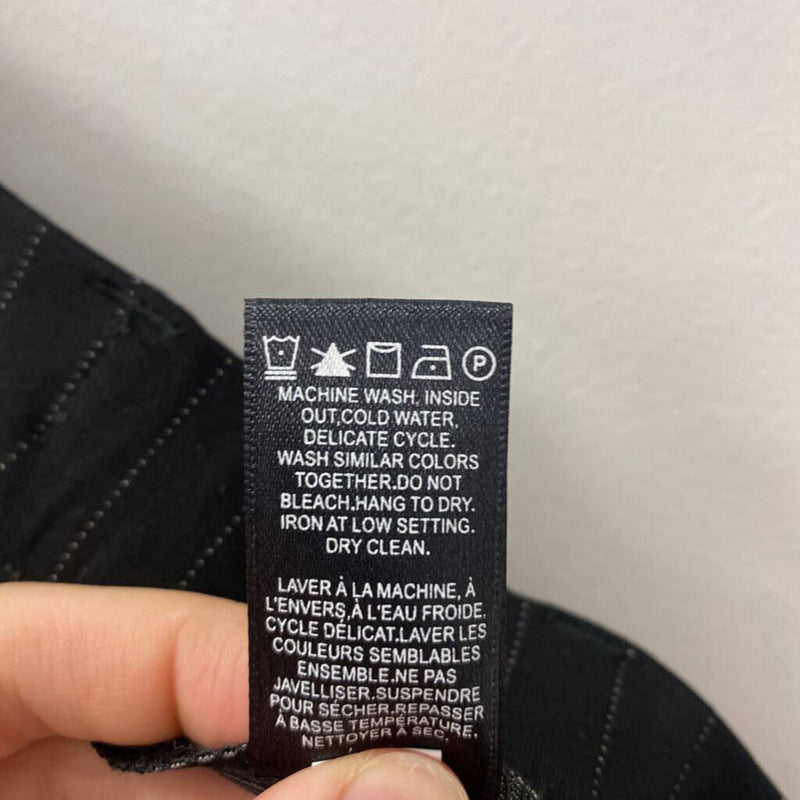 P
MACHINE WASH. INSIDE
OUT,COLD WATER,
DELICATE CYCLE.
WASH SIMILAR COLORS
TOGETHER.DO NOT
BLEACH.HANG TO DRY.
IRON AT LOW SETTING.
DRY CLEAN.
LAVER À LA MACHINE, À
L'ENVERS,À L'EAU FROIDE.
CYCLE DÉLICAT.LAVER LES
COULEURS SEMBLABLES
ENSEMBLE.NE PAS
JAVELLISER.SUSPENDRE
POUR SÉCHER.REPASSER
À BASSE TEMPÉRATURE.
NETTOYER À SEC.